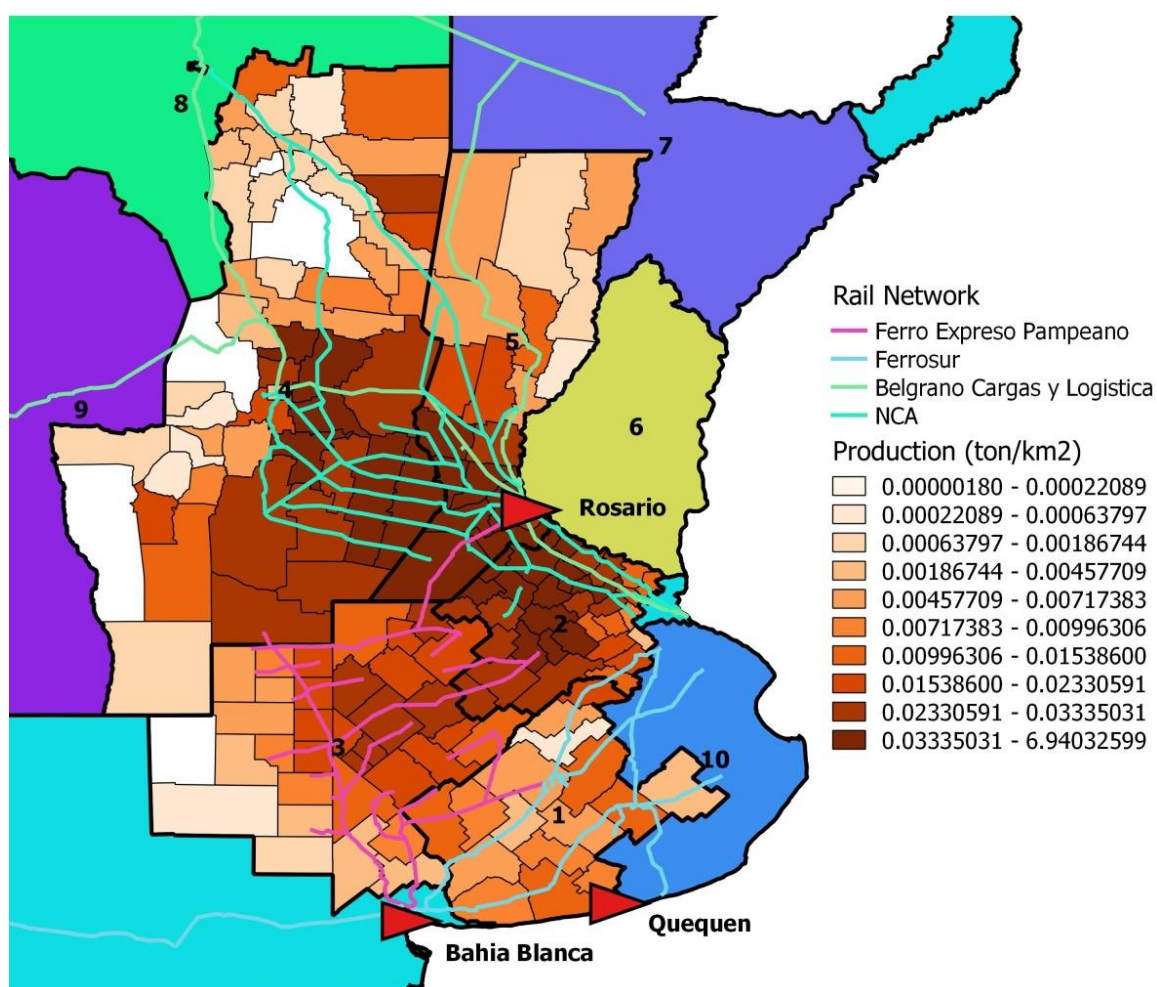 8
7
5
4
9
6
Rosario
2
3
10
1
Quequen
Bahia Blanca
Rail Network
Ferro Expreso Pampeano
Ferrosur
Belgrano Cargas y Logistica
NCA
Production (ton/km2)
0.00000180 - 0.00022089
0.00022089 - 0.00063797
0.00063797 - 0.00186744
0.00186744 - 0.00457709
0.00457709 - 0.00717383
0.00717383 - 0.00996306
0.00996306 - 0.01538600
0.01538600 - 0.02330591
0.02330591 - 0.03335031
0.03335031 - 6.94032599